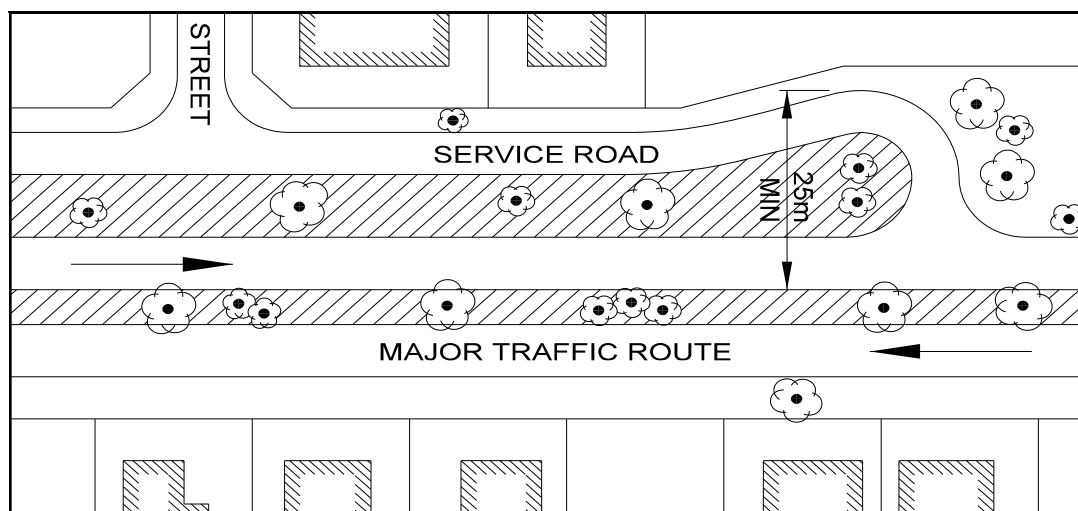 STREET
SERVICE ROAD
25m
MIN
MAJOR TRAFFIC ROUTE